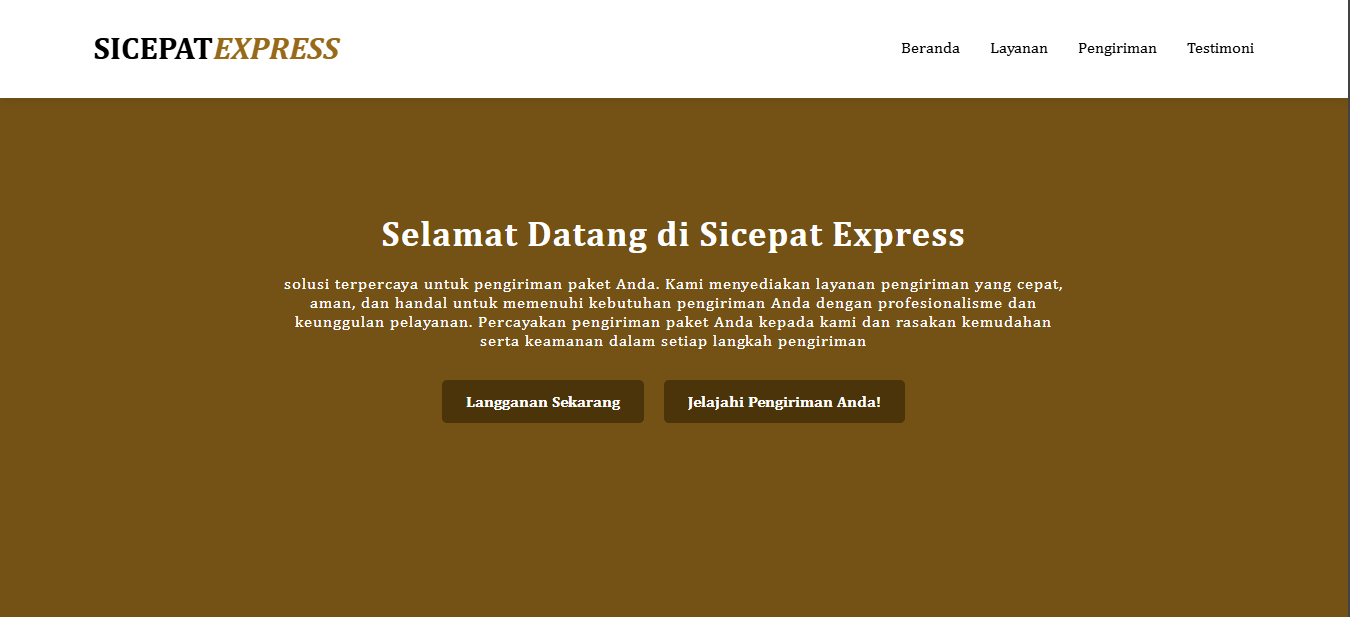 SICEPATEXPRESS
Beranda Layanan Pengiriman Testimoni
Selamat Datang di Sicepat Express
solusi terpercaya untuk pengiriman paket Anda. Kami menyediakan layanan pengiriman yang cepat,
aman, dan handal untuk memenuhi kebutuhan pengiriman Anda dengan profesionalisme dan
keunggulan pelayanan. Percayakan pengiriman paket Anda kepada kami dan rasakan kemudahan
serta keamanan dalam setiap langkah pengiriman
Langganan Sekarang
Jelajahi Pengiriman Anda!